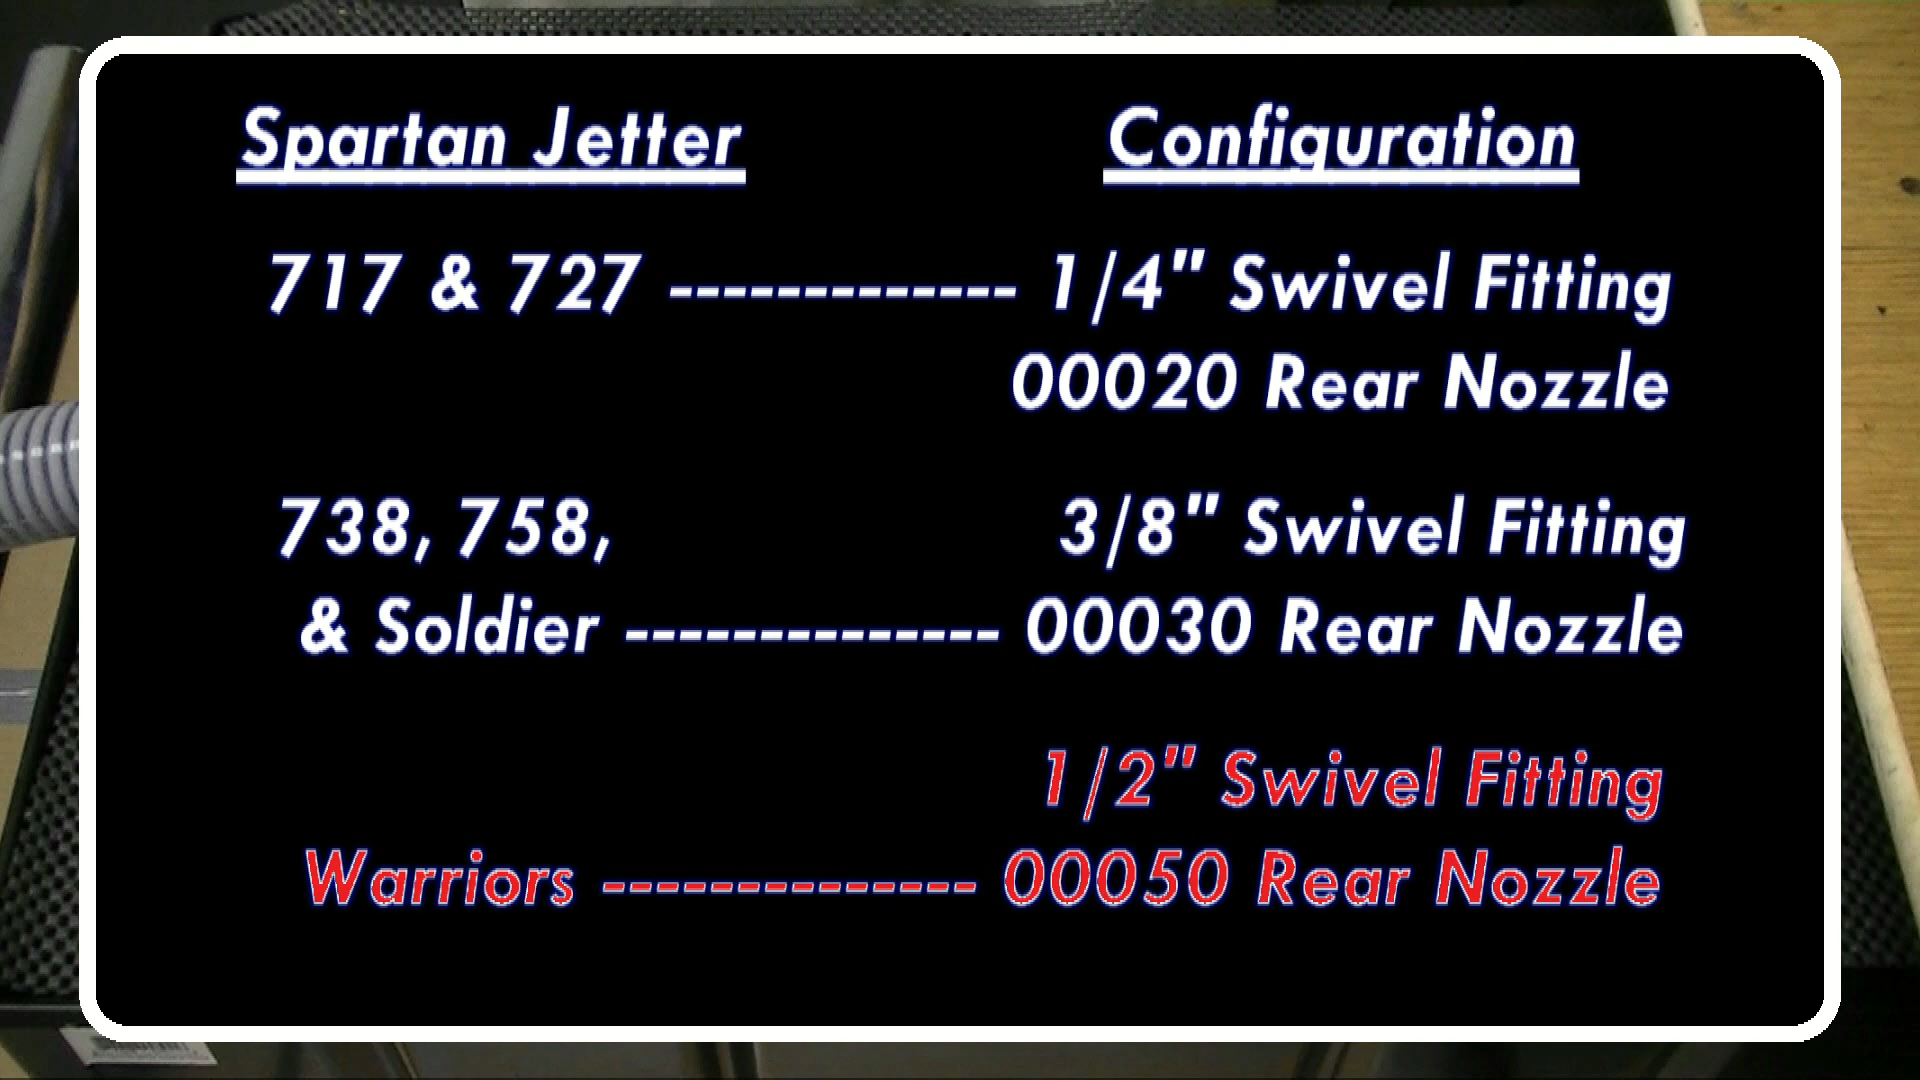 Spartan Jetter Configuration
717 & 727 ------------- 1/4" Swivel Fitting
00020 Rear Nozzle
738, 758, 3/8" Swivel Fitting
& Soldier -------------- 00030 Rear Nozzle
1/2" Swivel Fitting
Warriors -------------- 00050 Rear Nozzle